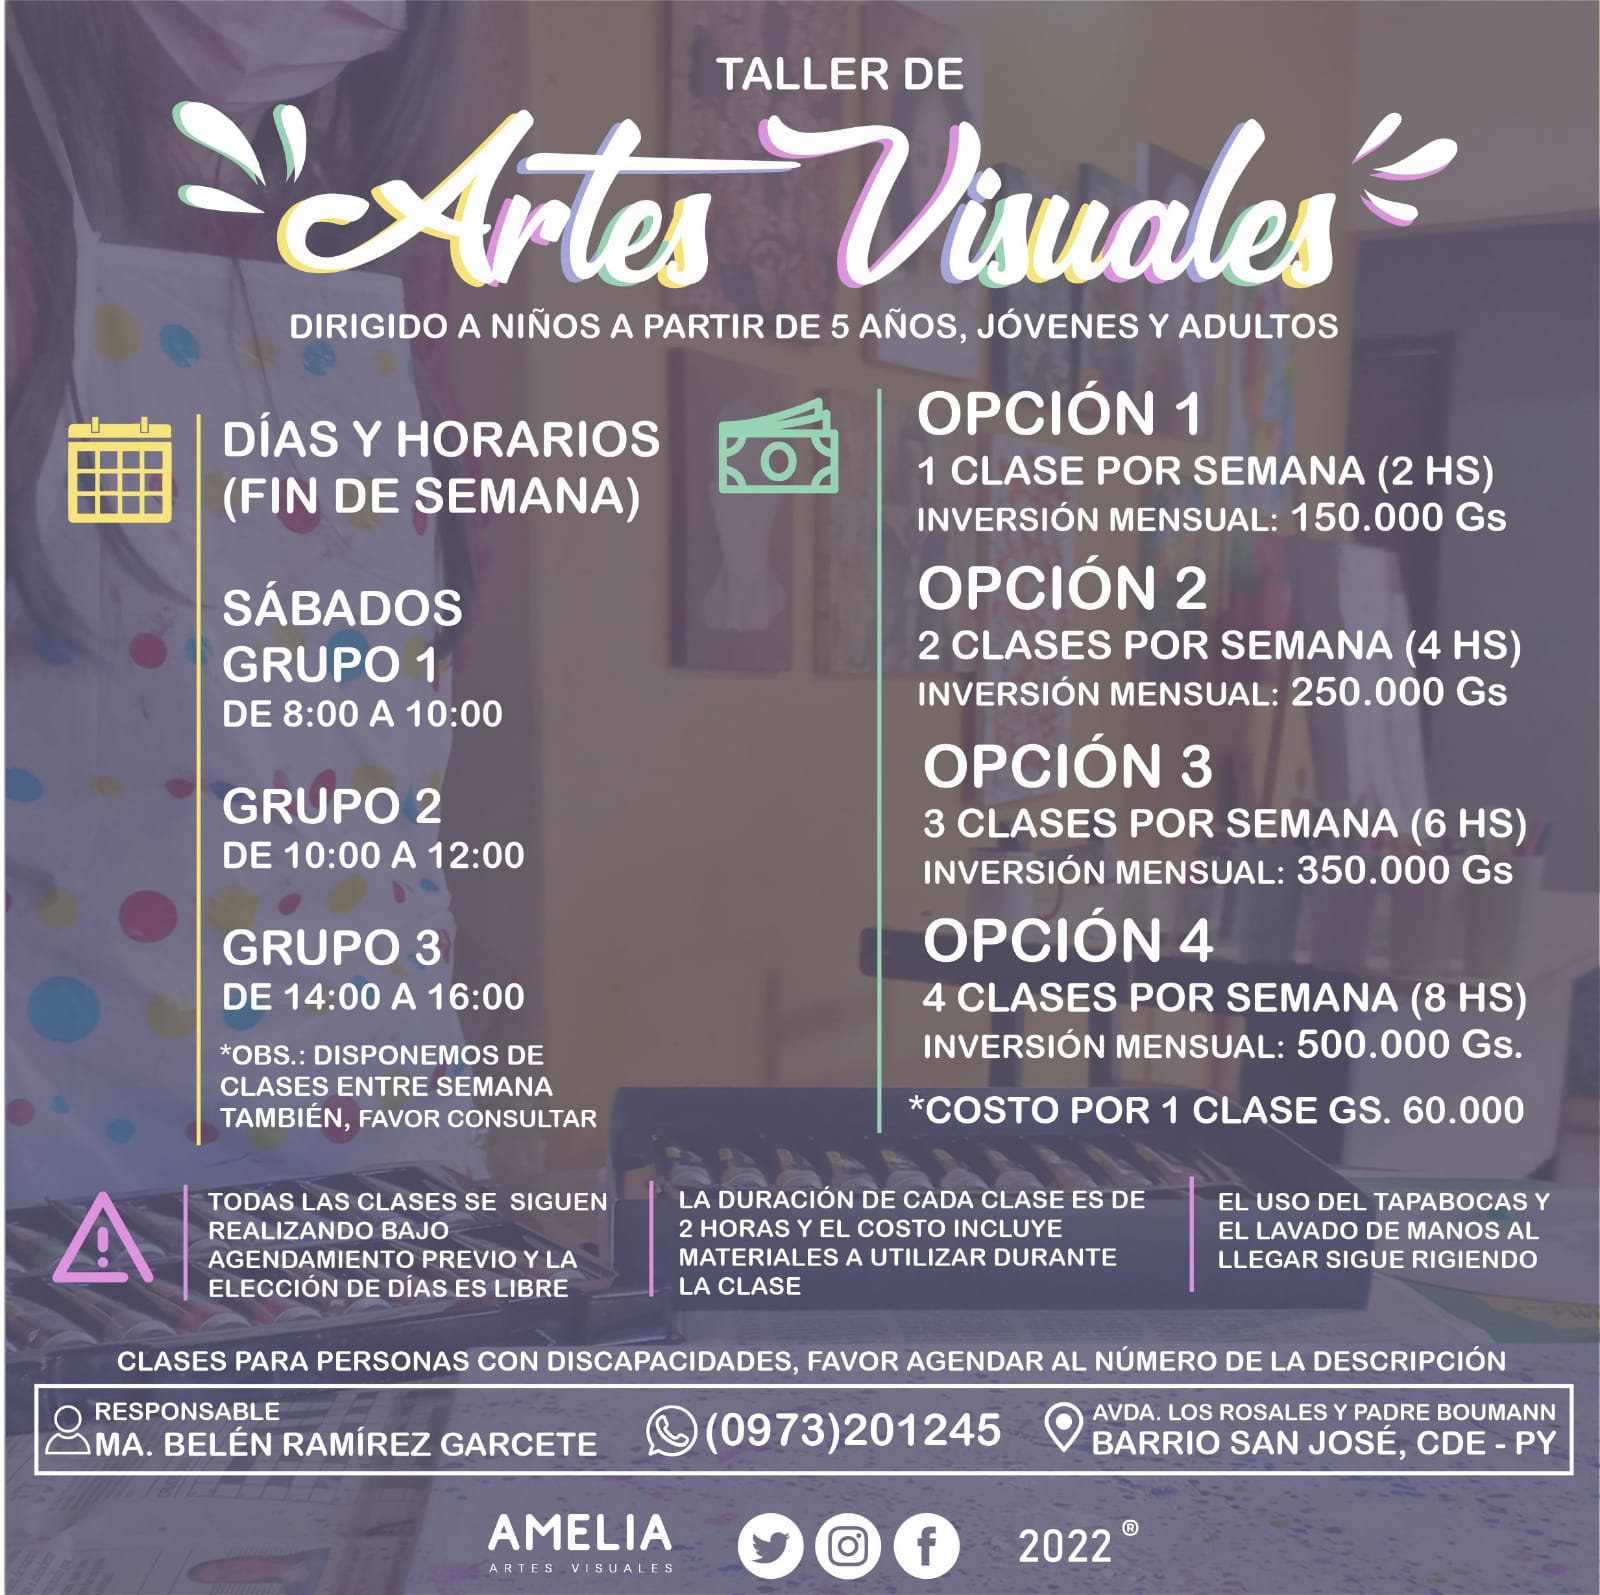 TALLER DE
Artes Visuales
DIRIGIDO A NIÑOS A PARTIR DE 5 AÑOS, JÓVENES Y ADULTOS
DÍAS Y HORARIOS
(FIN DE SEMANA)
SÁBADOS
GRUPO 1
DE 8:00 A 10:00
GRUPO 2
DE 10:00 A 12:00
GRUPO 3
DE 14:00 A 16:00
*OBS.: DISPONEMOS DE
CLASES ENTRE SEMANA
TAMBIÉN, FAVOR CONSULTAR
OPCIÓN 1
1 CLASE POR SEMANA (2 HS)
INVERSIÓN MENSUAL: 150.000 Gs
OPCIÓN 2
2 CLASES POR SEMANA (4 HS)
INVERSIÓN MENSUAL: 250.000 Gs
OPCIÓN 3
3 CLASES POR SEMANA (6 HS)
INVERSIÓN MENSUAL: 350.000 Gs
OPCIÓN 4
4 CLASES POR SEMANA (8 HS)
INVERSIÓN MENSUAL: 500.000 Gs.
*COSTO POR 1 CLASE GS. 60.000
TODAS LAS CLASES SE SIGUEN
REALIZANDO BAJO
AGENDAMIENTO PREVIO Y LA
ELECCIÓN DE DÍAS ES LIBRE
LA DURACIÓN DE CADA CLASE ES DE
2 HORAS Y EL COSTO INCLUYE
MATERIALES A UTILIZAR DURANTE
LA CLASE
EL USO DEL TAPABOCAS Y
EL LAVADO DE MANOS AL
LLEGAR SIGUE RIGIENDO
CLASES PARA PERSONAS CON DISCAPACIDADES, FAVOR AGENDAR AL NÚMERO DE LA DESCRIPCIÓN
RESPONSABLE
MA. BELÉN RAMÍREZ GARCETE
(0973)201245
AVDA. LOS ROSALES Y PADRE BOUMANN
BARRIO SAN JOSÉ, CDE - PY
AMELIA
ARTES VISUALES
2022 ®